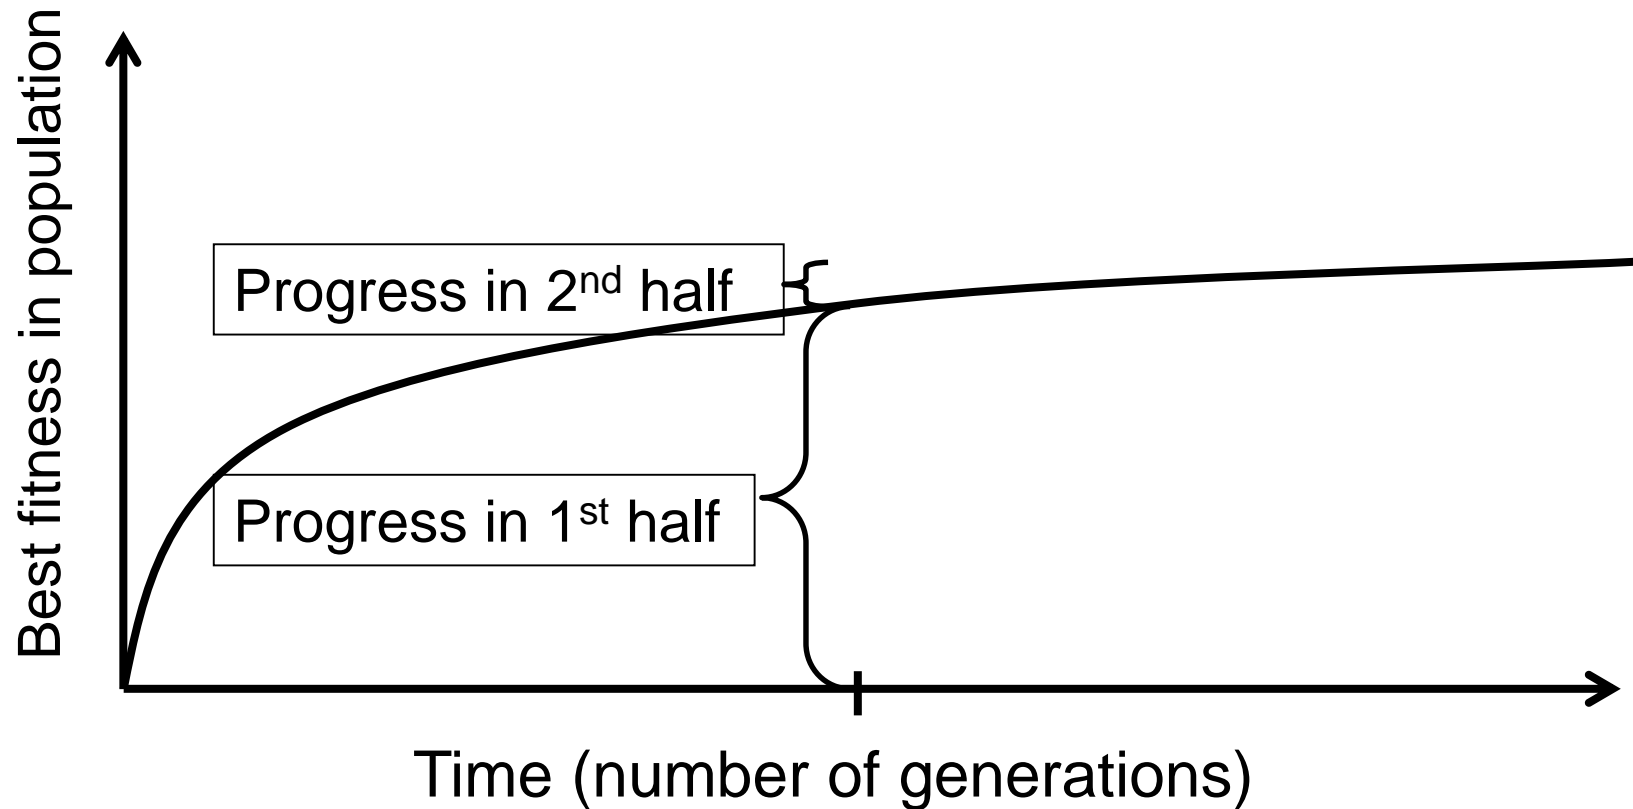 Best fitness in population
Progress in 2nd half
Progress in 1st half
Time (number of generations)